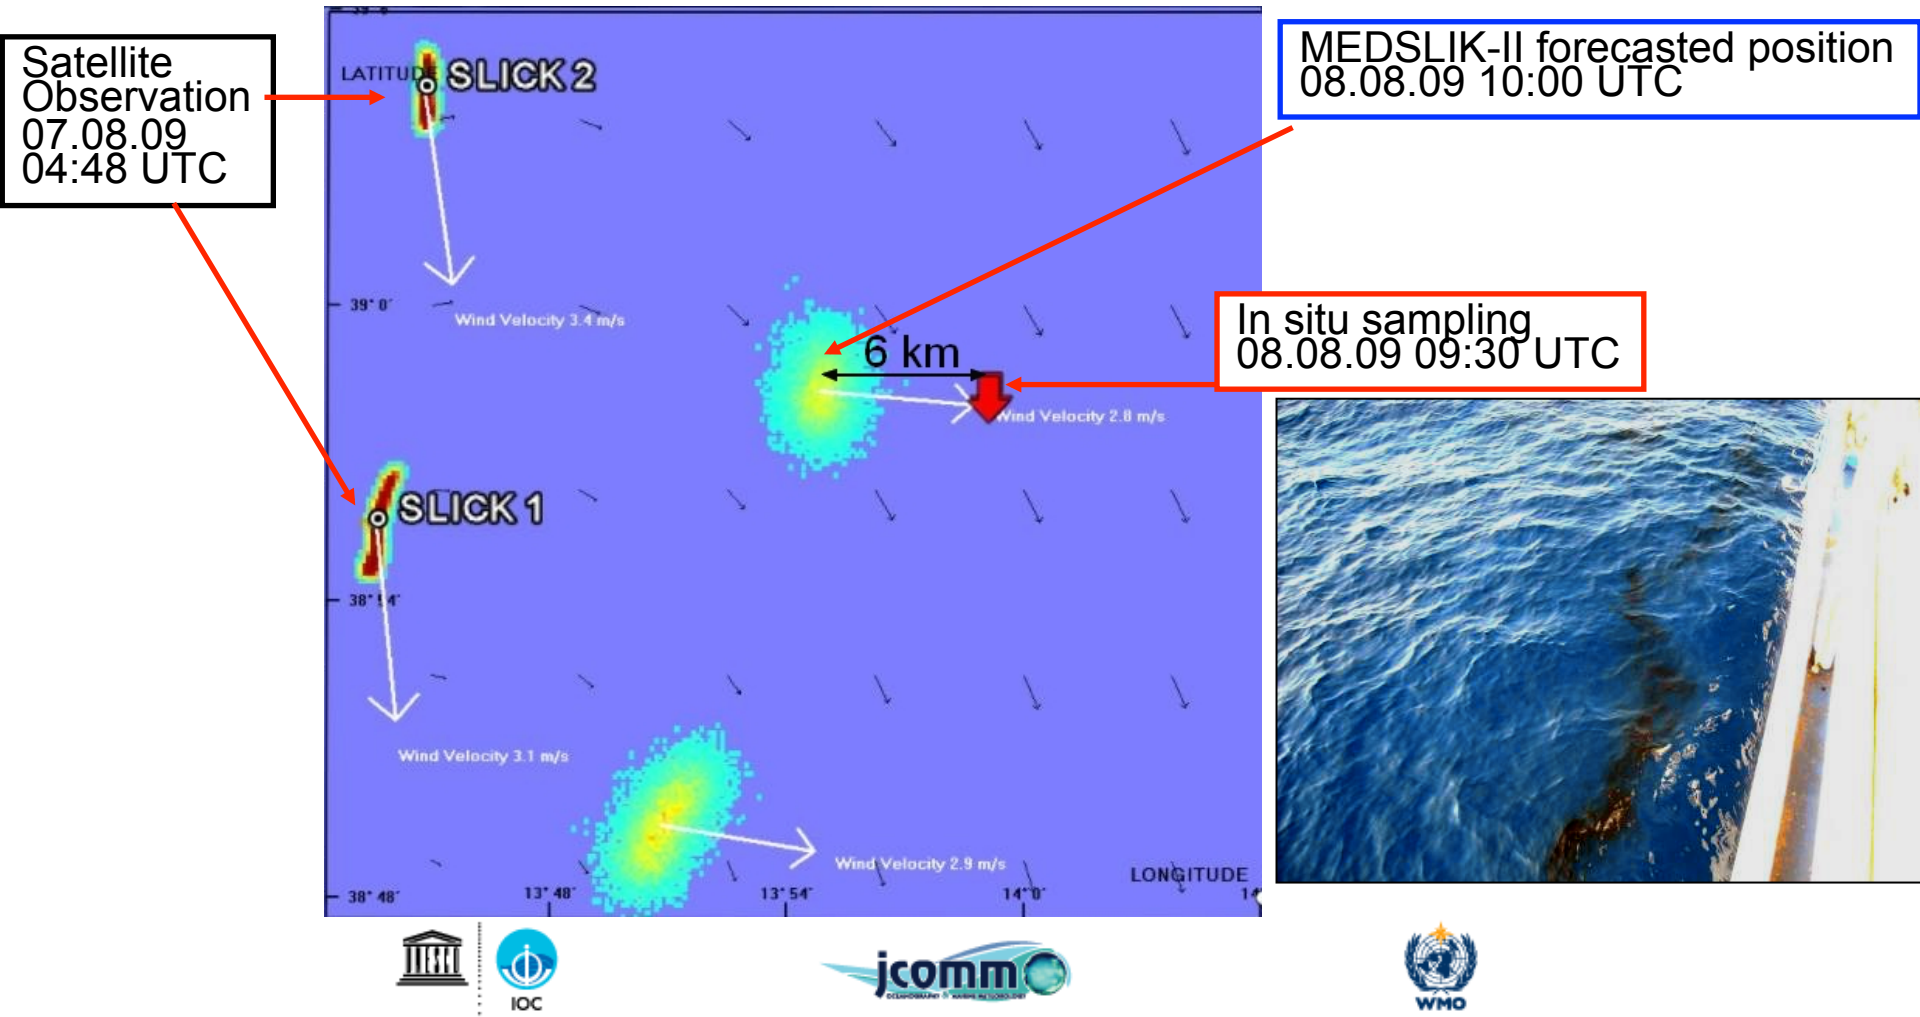 Satellite
Observation
07.08.09
04:48 UTC
MEDSLIK-II forecasted position
08.08.09 10:00 UTC
In situ sampling
08.08.09 09:30 UTC
LATITUDE
SLICK 2
39° 0'
Wind Velocity 3.4 m/s
6 km
Wind Velocity 2.8 m/s
SLICK 1
38° 54'
Wind Velocity 3.1 m/s
Wind Velocity 2.9 m/s
LONGITUDE
38° 48'
13° 48'
13° 54'
14° 0'
IOC
jcomm
WMO